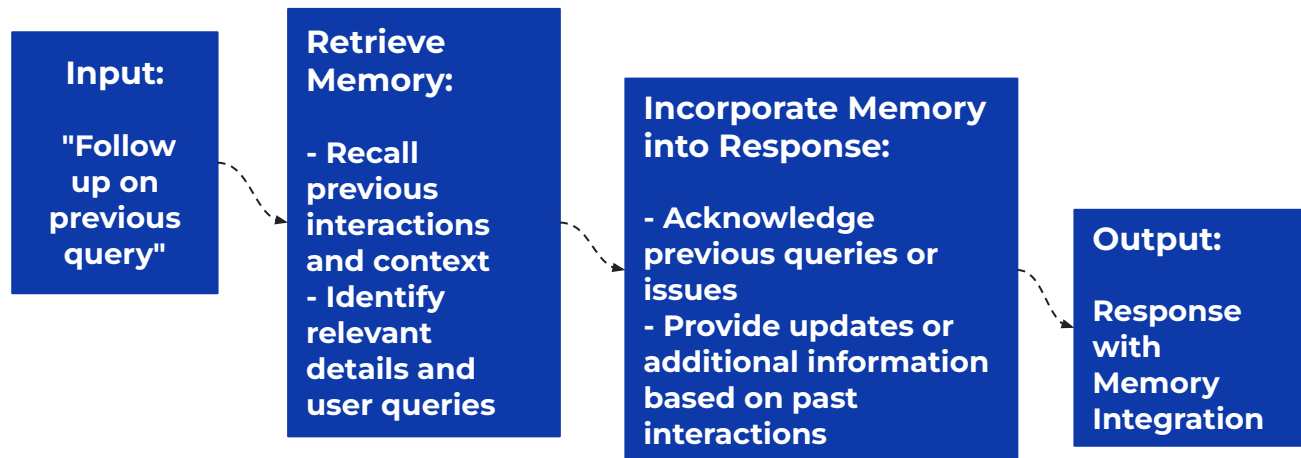 Input:
"Follow
up on
previous
query"
Retrieve
Memory:
- Recall
previous
interactions
and context
- Identify
relevant
details and
user queries
Incorporate Memory
into Response:
- Acknowledge
previous queries or
issues
- Provide updates or
additional information
based on past
interactions
Output:
Response
with
Memory
Integration